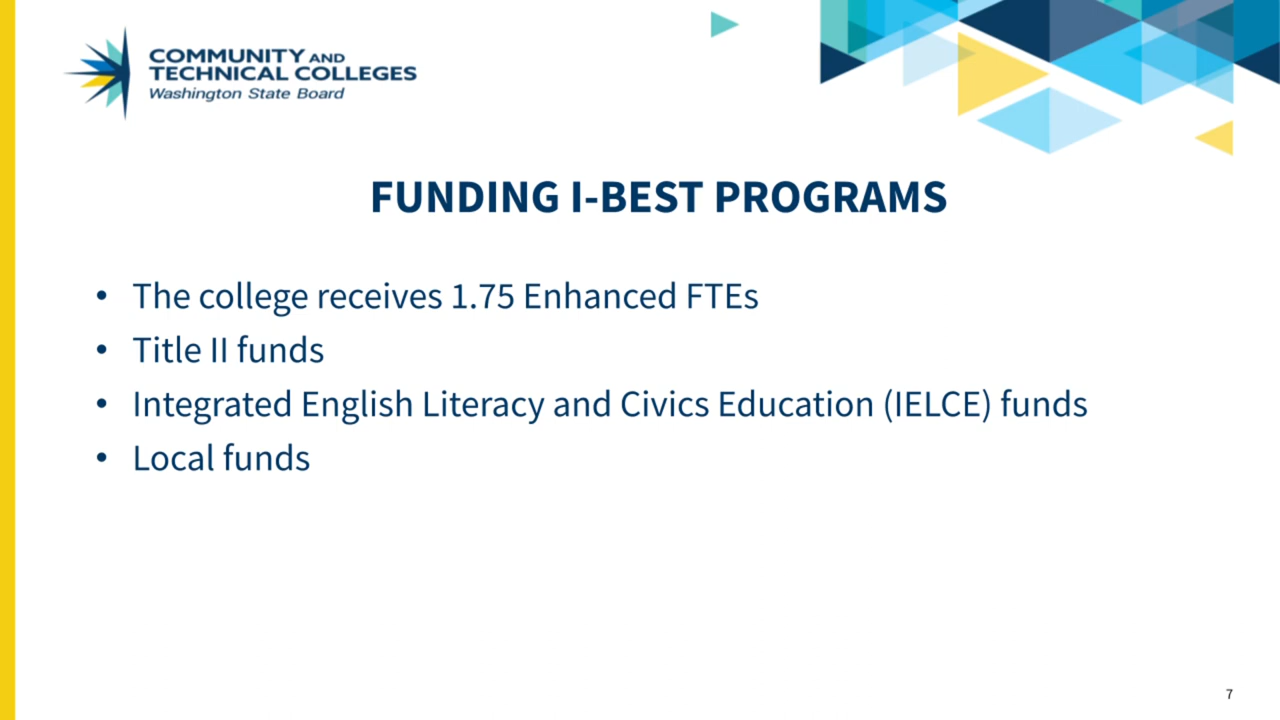 COMMUNITY AND
TECHNICAL COLLEGES
Washington State Board
FUNDING I-BEST PROGRAMS
• The college receives 1.75 Enhanced FTEs
• Title II funds
• Integrated English Literacy and Civics Education (IELCE) funds
• Local funds
7